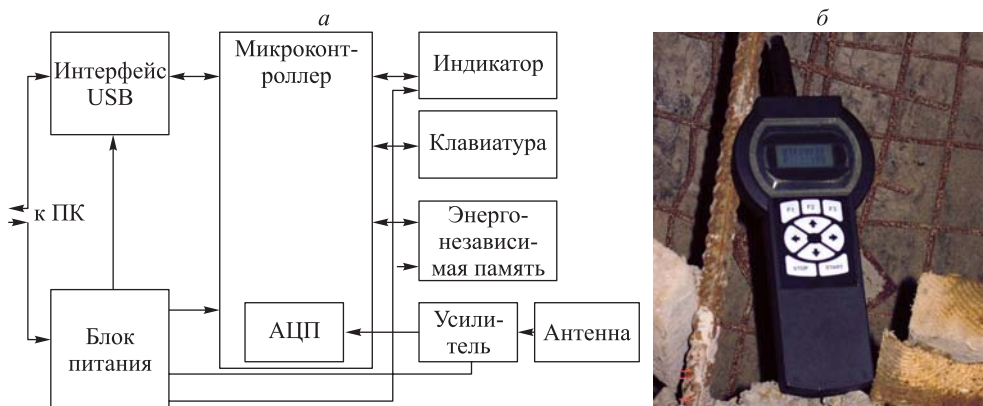 а
б
Интерфейс
USB
Микроконт-
роллер
Индикатор
Клавиатура
Энерго-
независи-
мая память
к ПК
Блок
питания
АЦП
Усили-
тель
Антенна
F1 F2 F3
STOP START